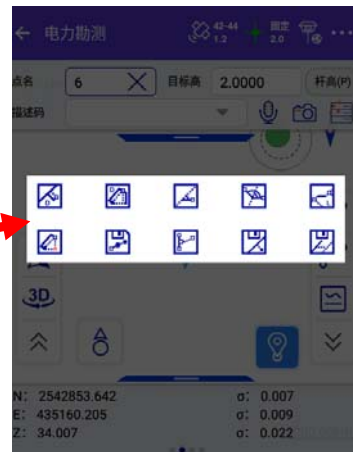 电力勘测 42-44 1.2 固定 2.0
点名 6 目标高 2.0000 杆高(P)
描述码
3D
N: 2542853.642 σ: 0.007
E: 435160.205 σ: 0.009
Z: 34.007 σ: 0.022